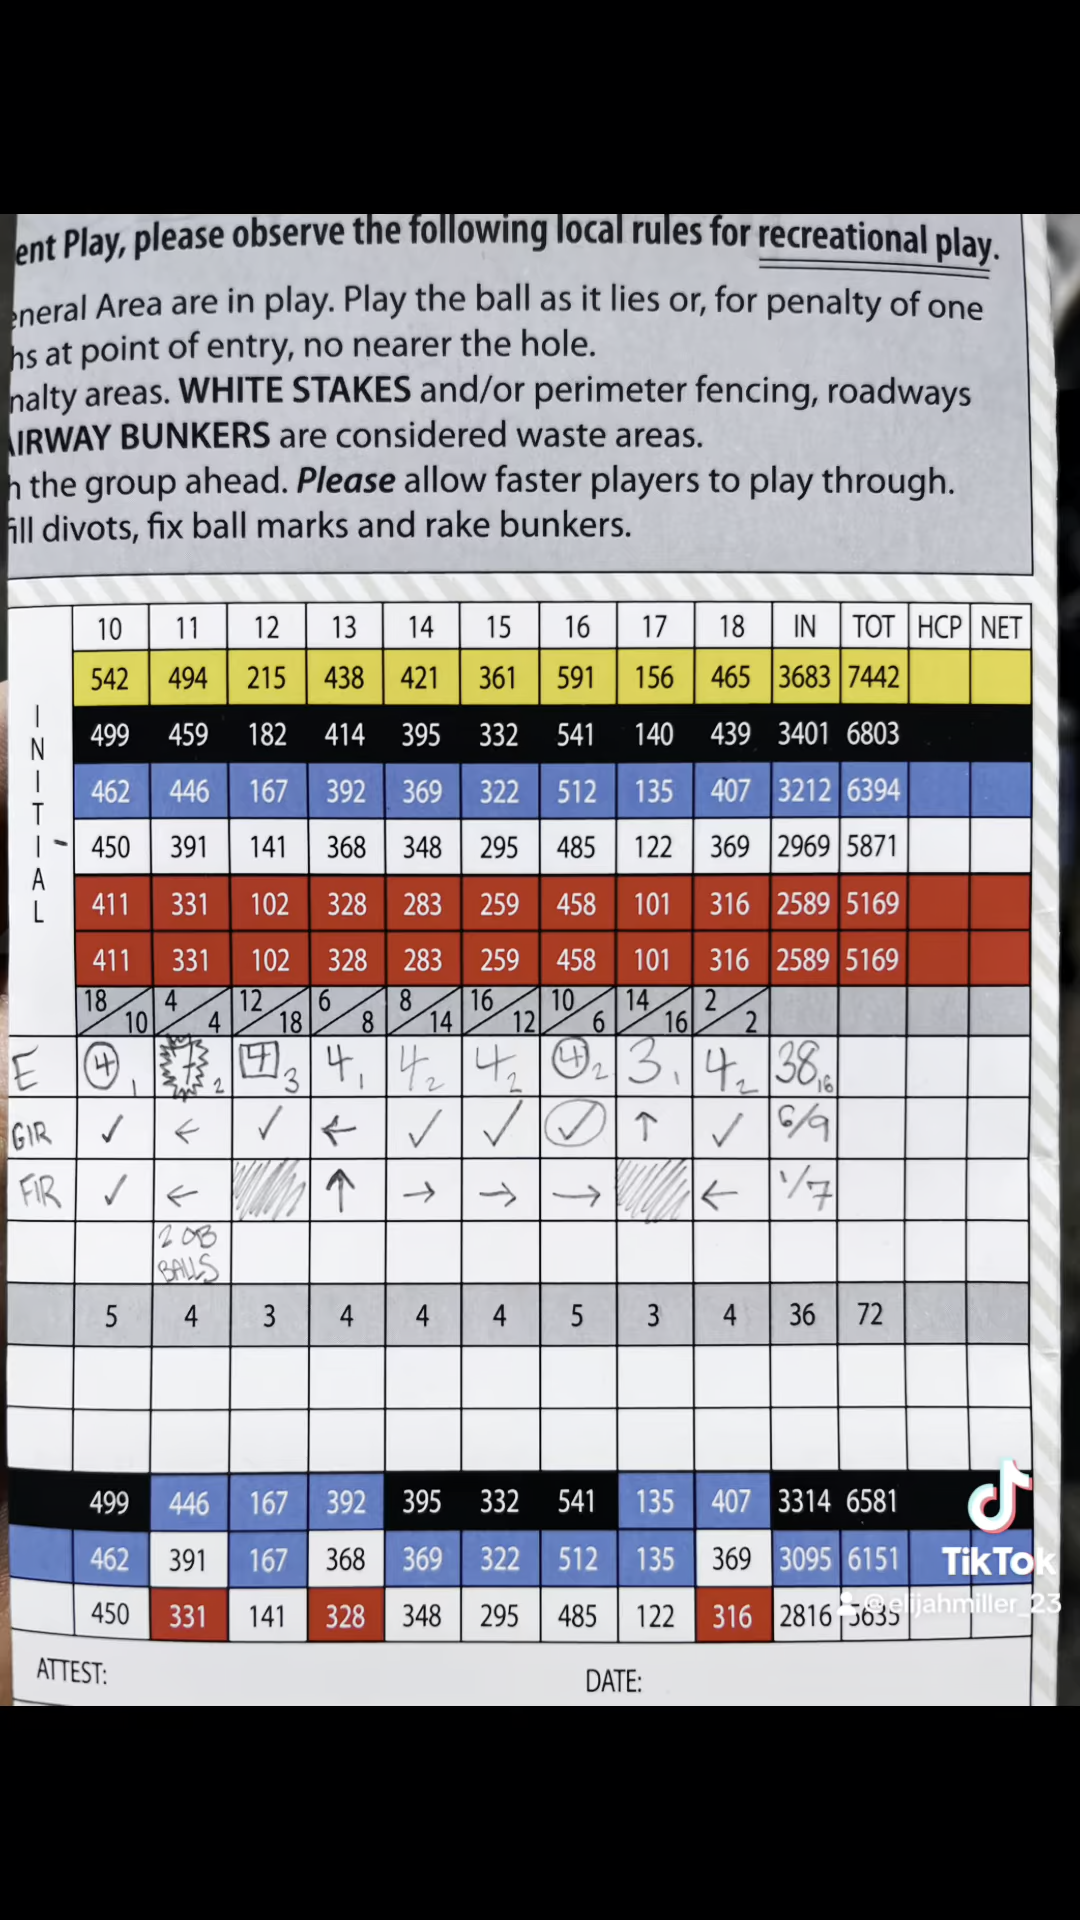 ent Play, please observe the following local rules for recreational play.
eneral Area are in play. Play the ball as it lies or, for penalty of one
hs at point of entry, no nearer the hole.
nalty areas. WHITE STAKES and/or perimeter fencing, roadways
AIRWAY BUNKERS are considered waste areas.
h the group ahead. Please allow faster players to play through.
fill divots, fix ball marks and rake bunkers.
INITIAL
10 11 12 13 14 15 16 17 18 IN TOT HCP NET
542 494 215 438 421 361 591 156 465 3683 7442
499 459 182 414 395 332 541 140 439 3401 6803
462 446 167 392 369 322 512 135 407 3212 6394
450 391 141 368 348 295 485 122 369 2969 5871
411 331 102 328 283 259 458 101 316 2589 5169
411 331 102 328 283 259 458 101 316 2589 5169
18/10 4/4 12/18 6/8 8/14 16/12 10/6 14/16 2/2
E 4 1 7 2 4 3 4 1 4 2 4 2 4 2 3 1 4 2 38 16
GIR ✓ ← ✓ ← ✓ ✓ ✓ ↑ ✓ 6/9
FIR ✓ ← ↑ → → → ← 1/7
2 OB
BALLS
5 4 3 4 4 4 5 3 4 36 72
499 446 167 392 395 332 541 135 407 3314 6581
462 391 167 368 369 322 512 135 369 3095 6151
450 331 141 328 348 295 485 122 316 2816 5635
TikTok
@elijahmiller_23
ATTEST: DATE: